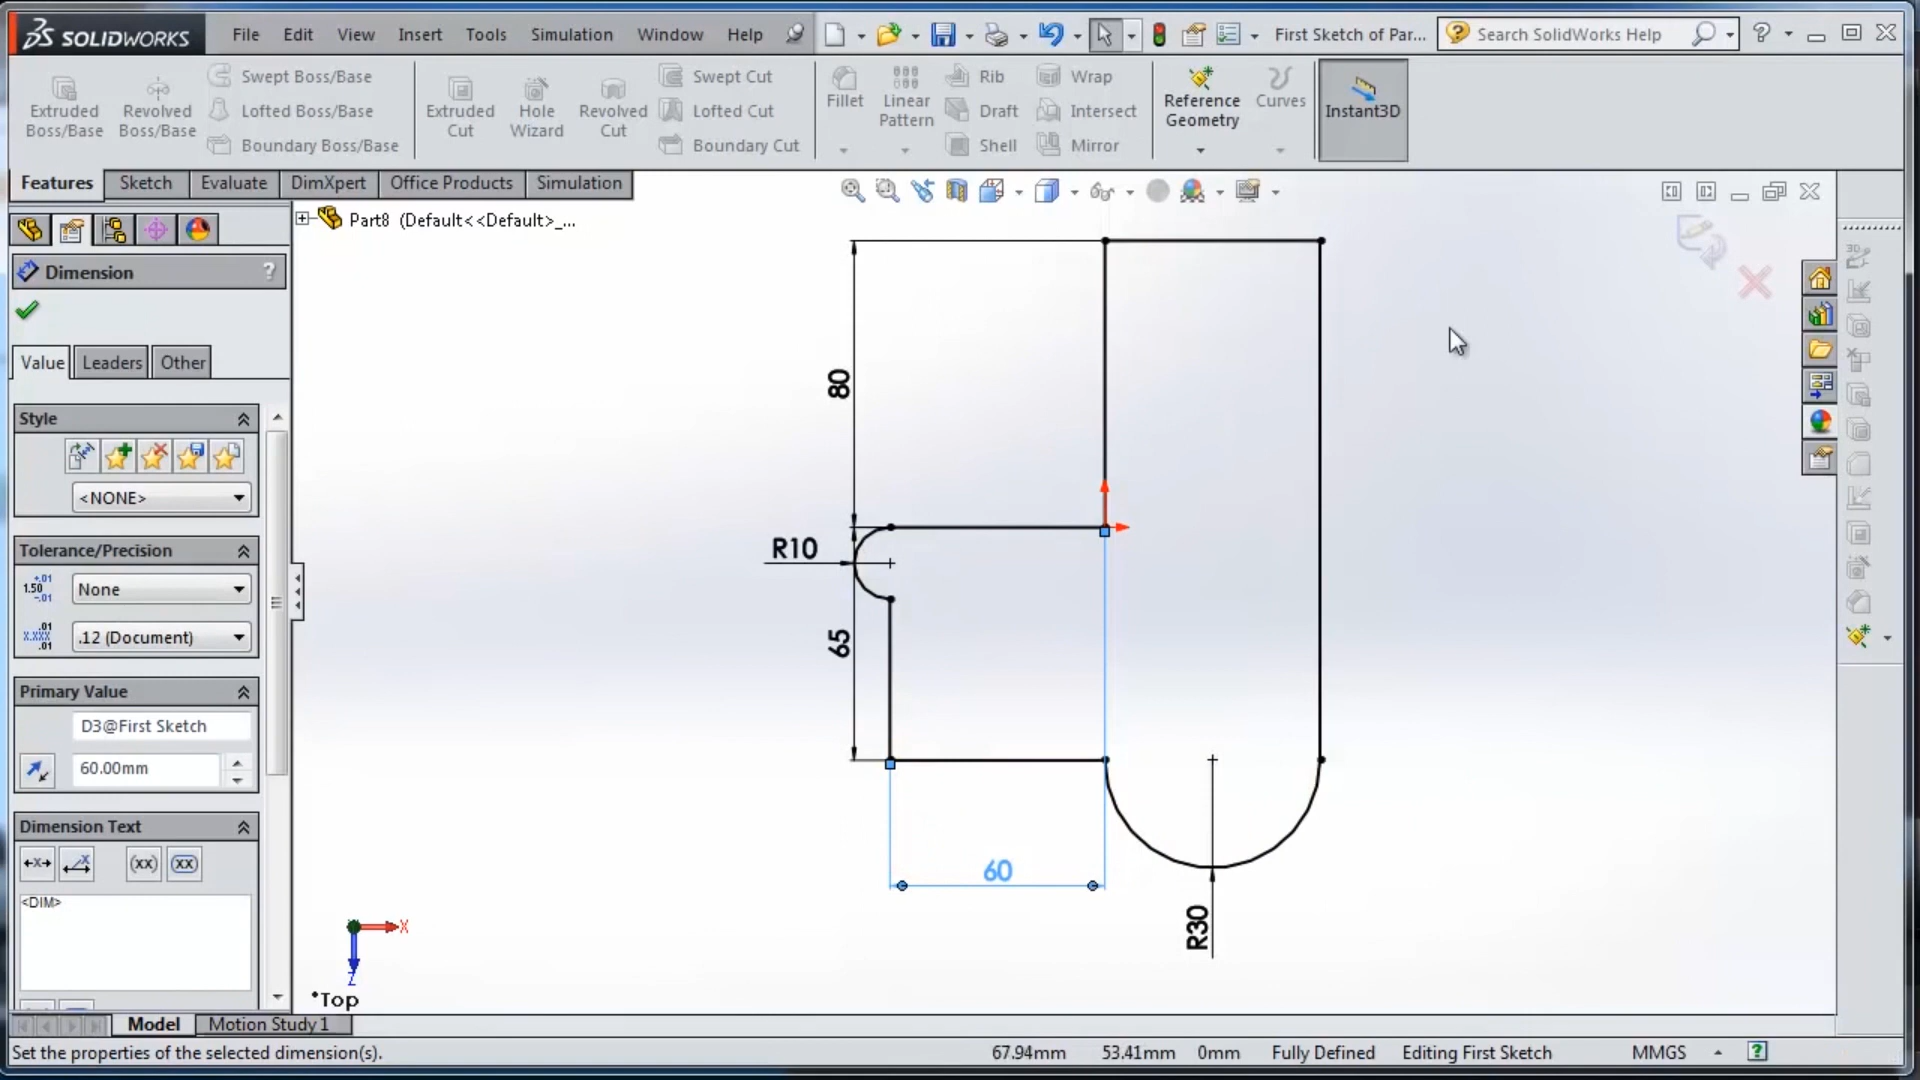 SOLIDWORKS File Edit View Insert Tools Simulation Window Help First Sketch of Par... Search SolidWorks Help
Extruded Boss/Base
Revolved Boss/Base
Swept Boss/Base
Lofted Boss/Base
Boundary Boss/Base
Extruded Cut
Hole Wizard
Revolved Cut
Swept Cut
Lofted Cut
Boundary Cut
Fillet
Linear Pattern
Rib
Draft
Shell
Wrap
Intersect
Mirror
Reference Geometry
Curves
Instant3D
Features Sketch Evaluate DimXpert Office Products Simulation
Part8 (Default<<Default>_...
Dimension ?
Value Leaders Other
Style
<NONE>
Tolerance/Precision
None
.12 (Document)
Primary Value
D3@First Sketch
60.00mm
Dimension Text
(xx) (xx)
<DIM>
80
R10
65
60
R30
X
Z
*Top
Model Motion Study 1
Set the properties of the selected dimension(s). 67.94mm 53.41mm 0mm Fully Defined Editing First Sketch MMGS ?